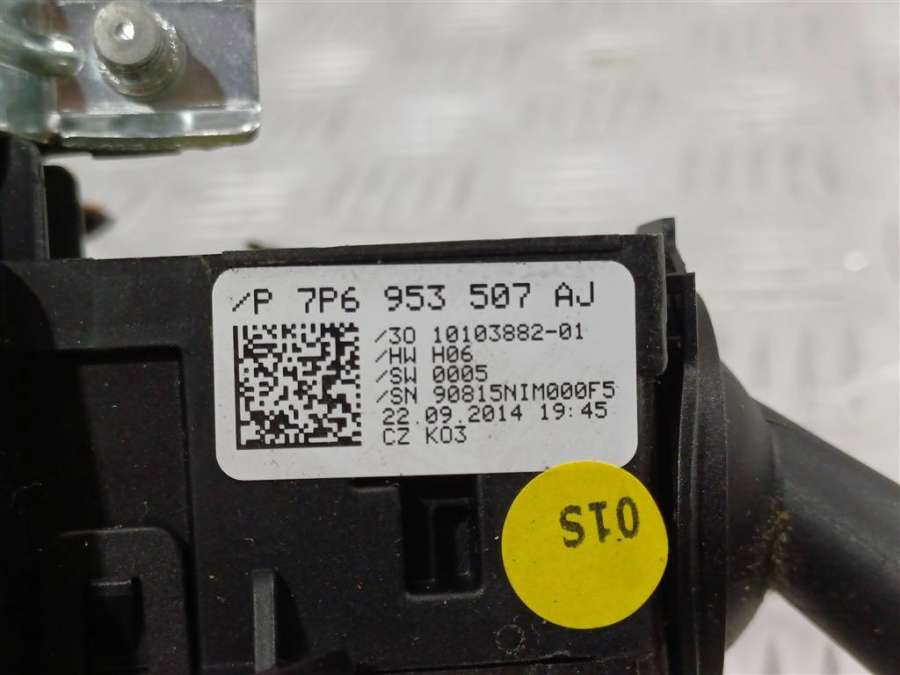 /P 7P6 953 507 AJ
/3O 10103882-01
/HW H06
/SW 0005
/SN 90815NIM000F5
22.09.2014 19:45
CZ K03
01S